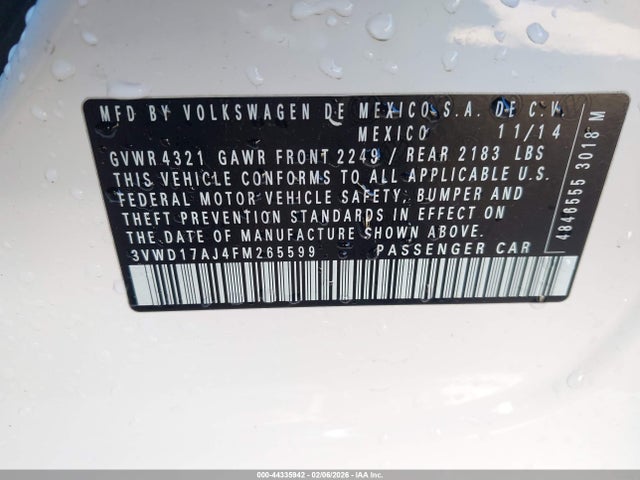 MFD BY VOLKSWAGEN DE MEXICO S.A. DE C.V.
MEXICO 11/14
GVWR 4321 GAWR FRONT 2249 / REAR 2183 LBS
THIS VEHICLE CONFORMS TO ALL APPLICABLE U.S.
FEDERAL MOTOR VEHICLE SAFETY, BUMPER AND
THEFT PREVENTION STANDARDS IN EFFECT ON
THE DATE OF MANUFACTURE SHOWN ABOVE.
3VWD17AJ4FM265599 PASSENGER CAR
4846555 3018 M
000-44335942 - 02/06/2026 - IAA Inc.